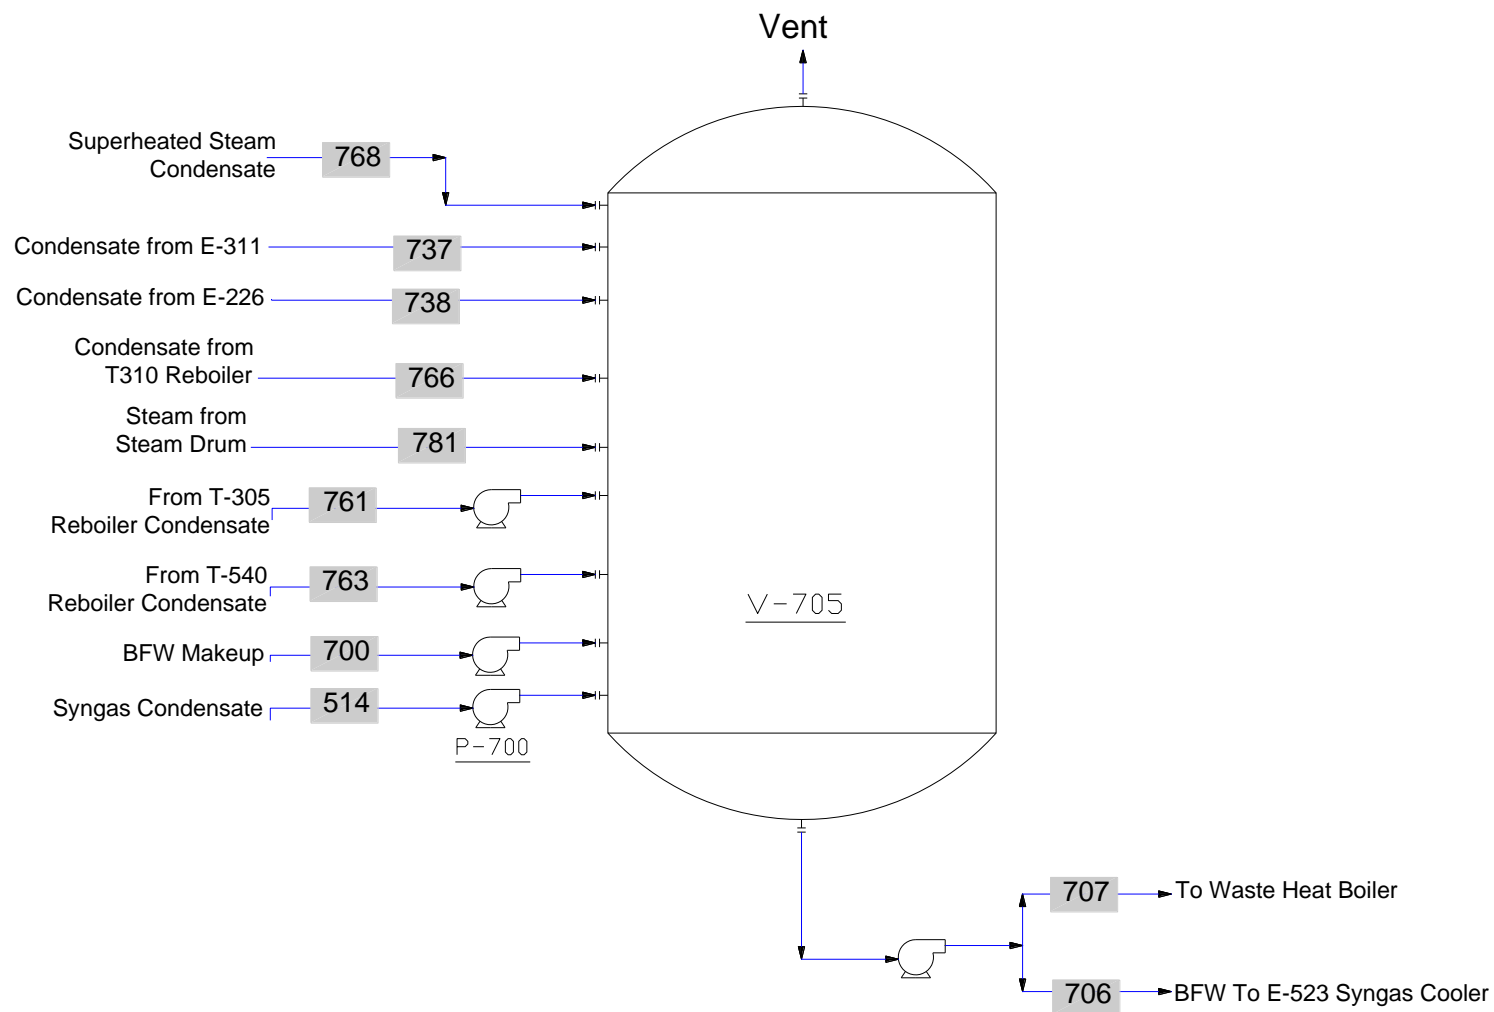 Vent
Superheated Steam
Condensate
768
Condensate from E-311
737
Condensate from E-226
738
Condensate from
T310 Reboiler
766
Steam from
Steam Drum
781
From T-305
Reboiler Condensate
761
From T-540
Reboiler Condensate
763
V-705
BFW Makeup
700
Syngas Condensate
514
P-700
707
To Waste Heat Boiler
706
BFW To E-523 Syngas Cooler